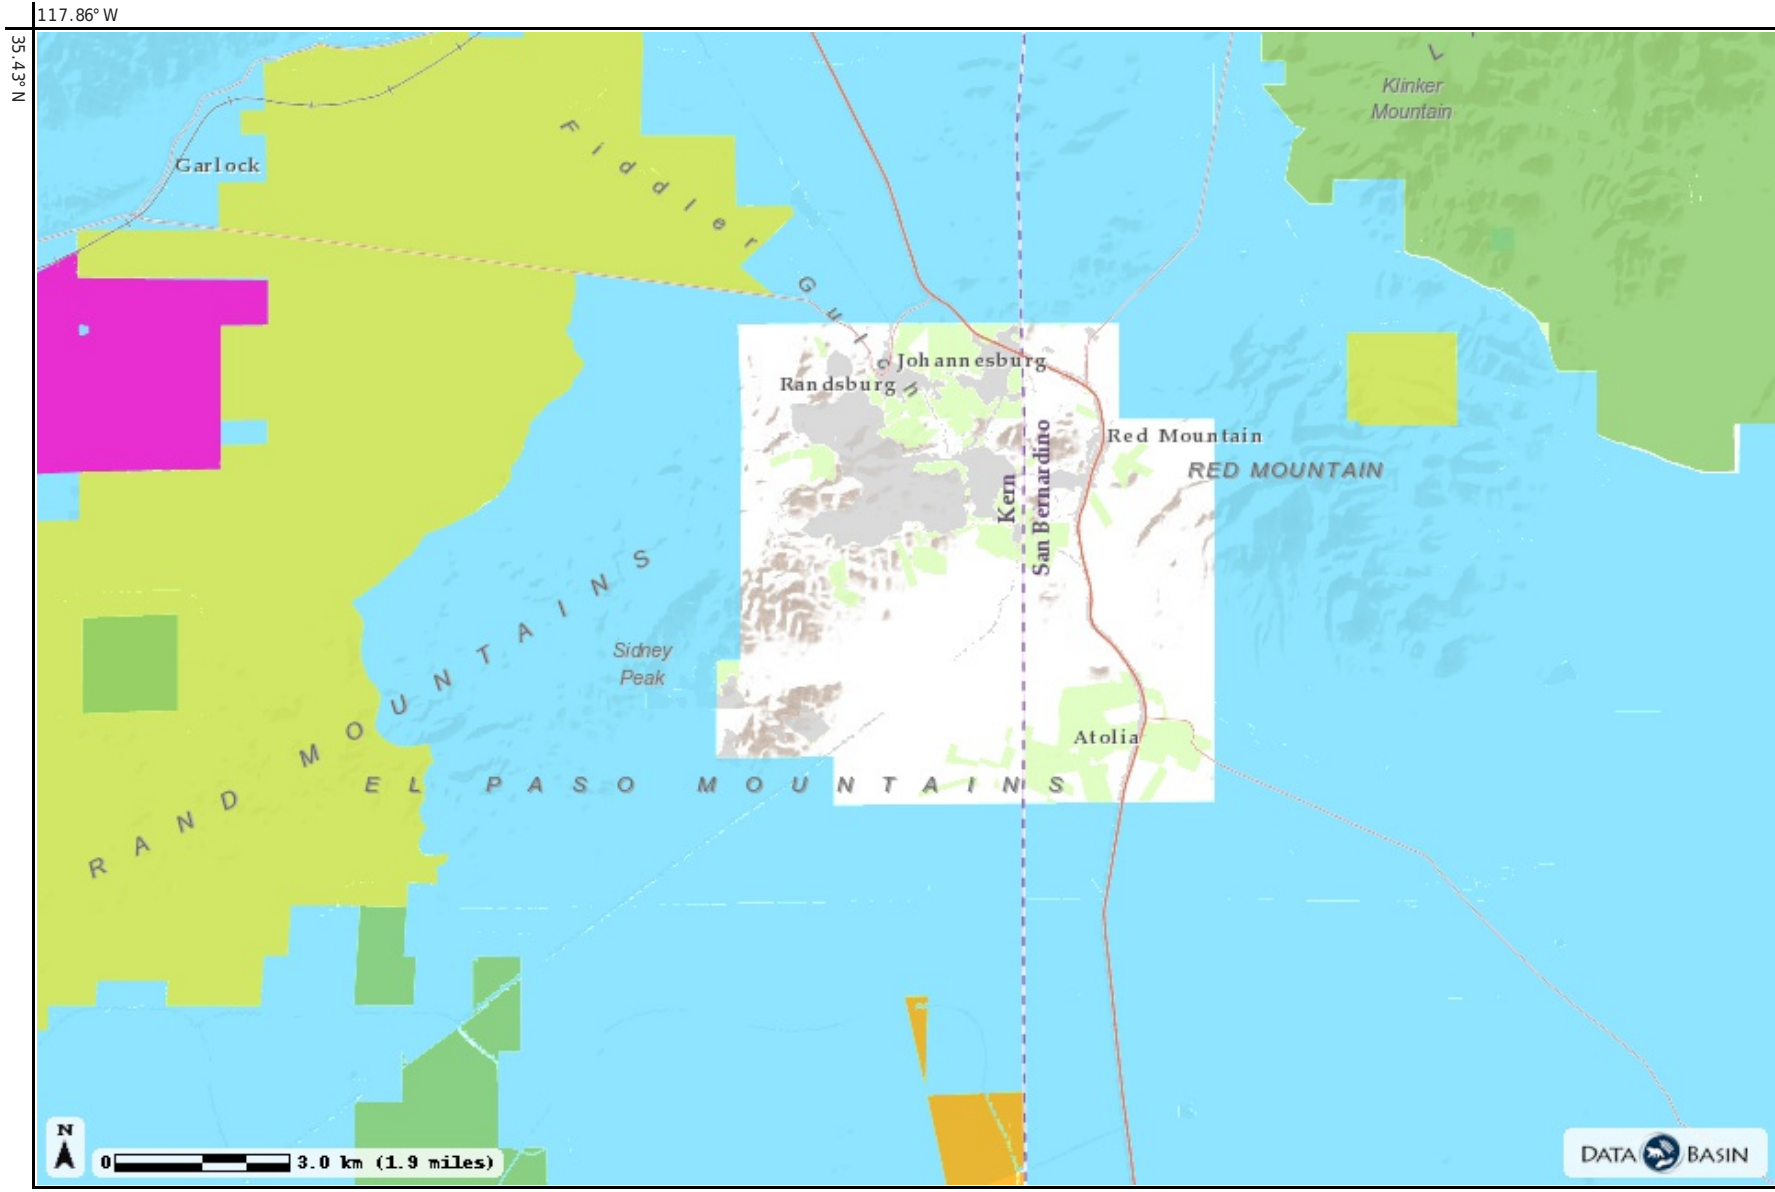 117.86° W
35.43° N
Klinker
Mountain
Garlock
Fiddler Gulch
Johannesburg
Randsburg
Red Mountain
RED MOUNTAIN
Kern
San Bernardino
Sidney
Peak
RAND MOUNTAINS
EL PASO MOUNTAINS
Atolia
N
0 3.0 km (1.9 miles)
DATA BASIN